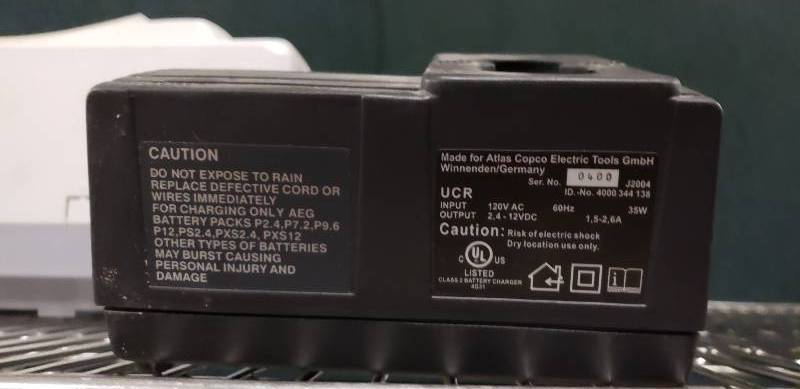 CAUTION
DO NOT EXPOSE TO RAIN
REPLACE DEFECTIVE CORD OR
WIRES IMMEDIATELY
FOR CHARGING ONLY AEG
BATTERY PACKS P2.4,P7.2,P9.6
P12,PS2.4,PXS2.4, PXS12
OTHER TYPES OF BATTERIES
MAY BURST CAUSING
PERSONAL INJURY AND
DAMAGE
Made for Atlas Copco Electric Tools GmbH
Winnenden/Germany
Ser. No. 0400 J2004
ID.-No. 4000 344 138
UCR
INPUT 120V AC 60Hz 35W
OUTPUT 2,4 - 12VDC 1,5-2,6A
Caution: Risk of electric shock
Dry location use only.
C UL US
LISTED
CLASS 2 BATTERY CHARGER
4S31
i